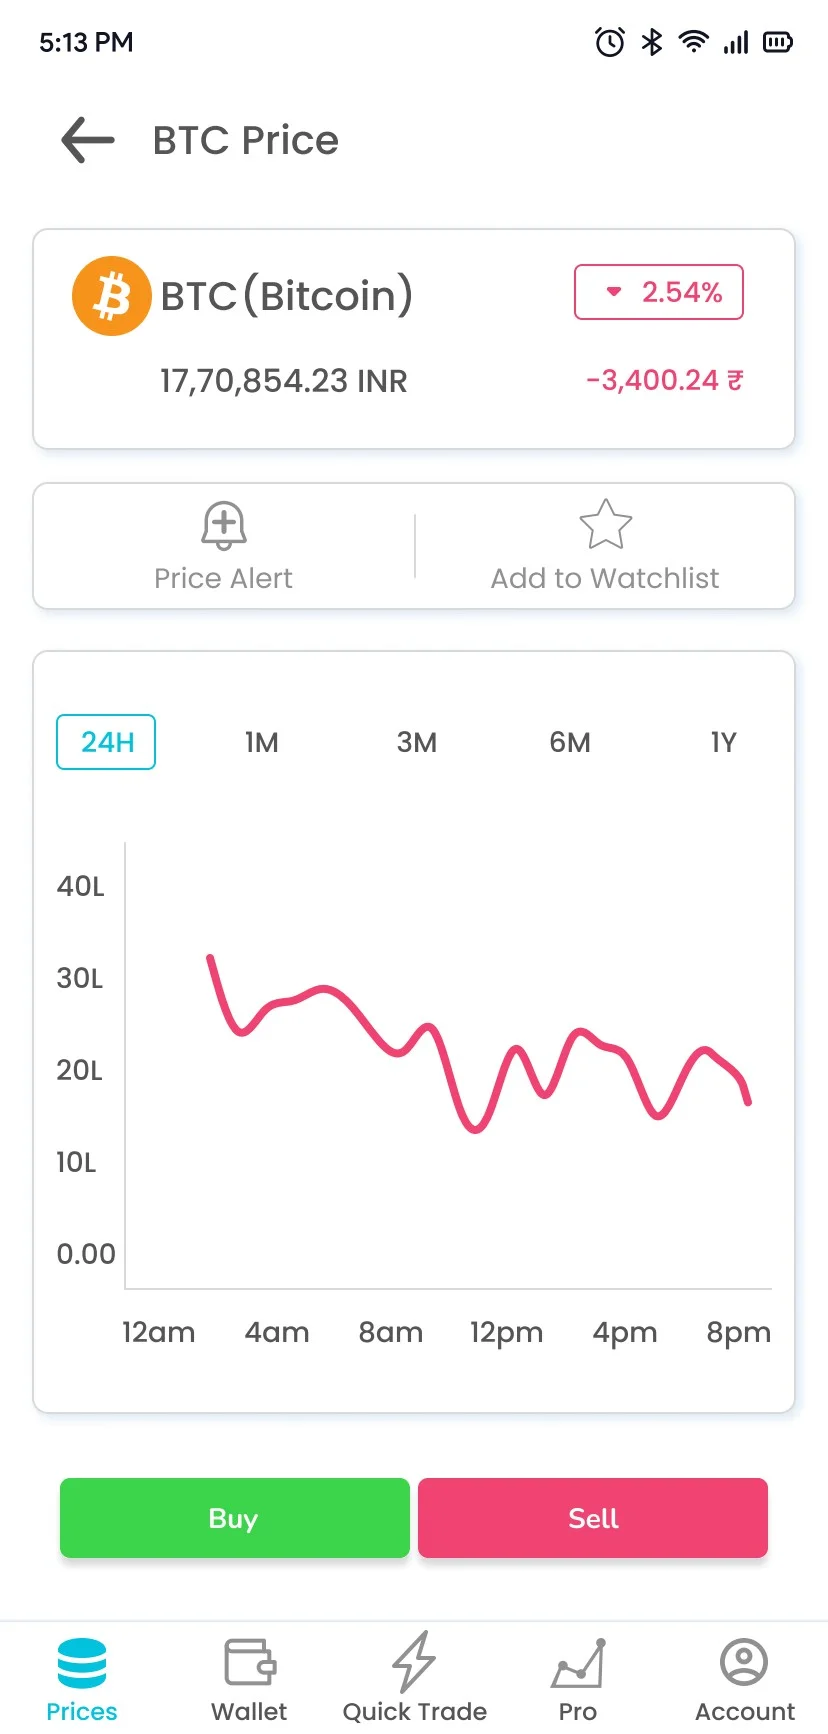 5:13 PM
BTC Price
BTC(Bitcoin)
2.54%
17,70,854.23 INR
-3,400.24 ₹
Price Alert
Add to Watchlist
24H 1M 3M 6M 1Y
40L
30L
20L
10L
0.00
12am 4am 8am 12pm 4pm 8pm
Buy
Sell
Prices Wallet Quick Trade Pro Account